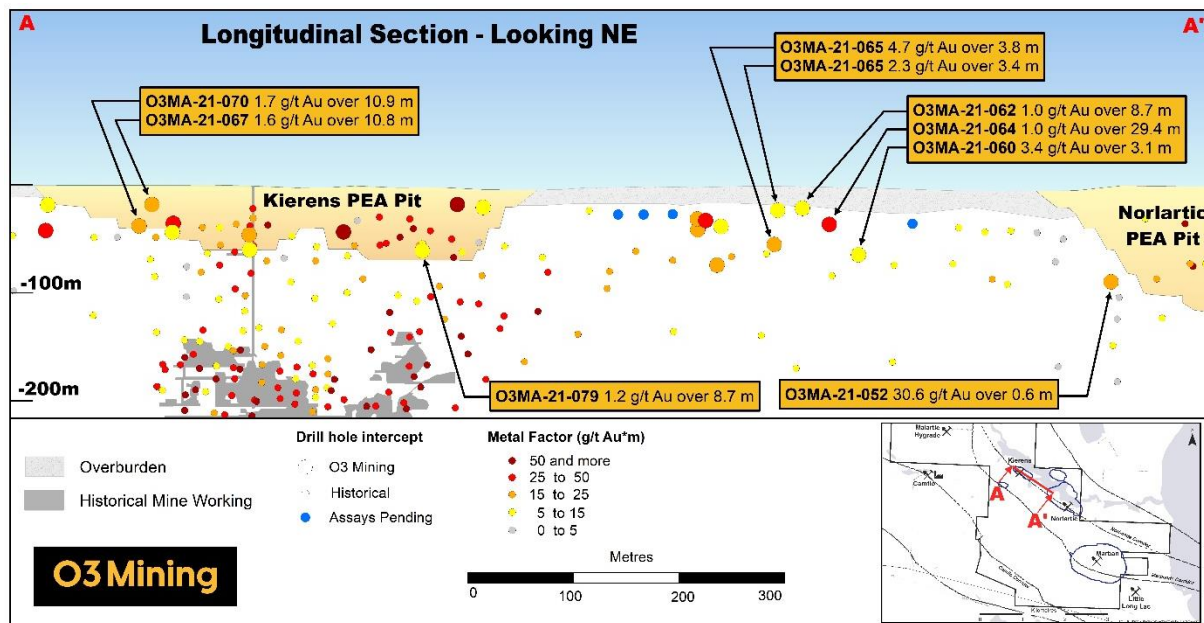 A
Longitudinal Section - Looking NE
A'
O3MA-21-065 4.7 g/t Au over 3.8 m
O3MA-21-065 2.3 g/t Au over 3.4 m
O3MA-21-070 1.7 g/t Au over 10.9 m
O3MA-21-067 1.6 g/t Au over 10.8 m
O3MA-21-062 1.0 g/t Au over 8.7 m
O3MA-21-064 1.0 g/t Au over 29.4 m
O3MA-21-060 3.4 g/t Au over 3.1 m
Kierens PEA Pit
Norlartic
PEA Pit
-100m
-200m
O3MA-21-079 1.2 g/t Au over 8.7 m
O3MA-21-052 30.6 g/t Au over 0.6 m
Overburden
Historical Mine Working
Drill hole intercept
O3 Mining
Historical
Assays Pending
Metal Factor (g/t Au*m)
50 and more
25 to 50
15 to 25
5 to 15
0 to 5
Metres
0 100 200 300
O3 Mining
Malartic
Hygrade
Kierens
Camflo
A
A'
Norlartic
Marban
Little
Long Lac